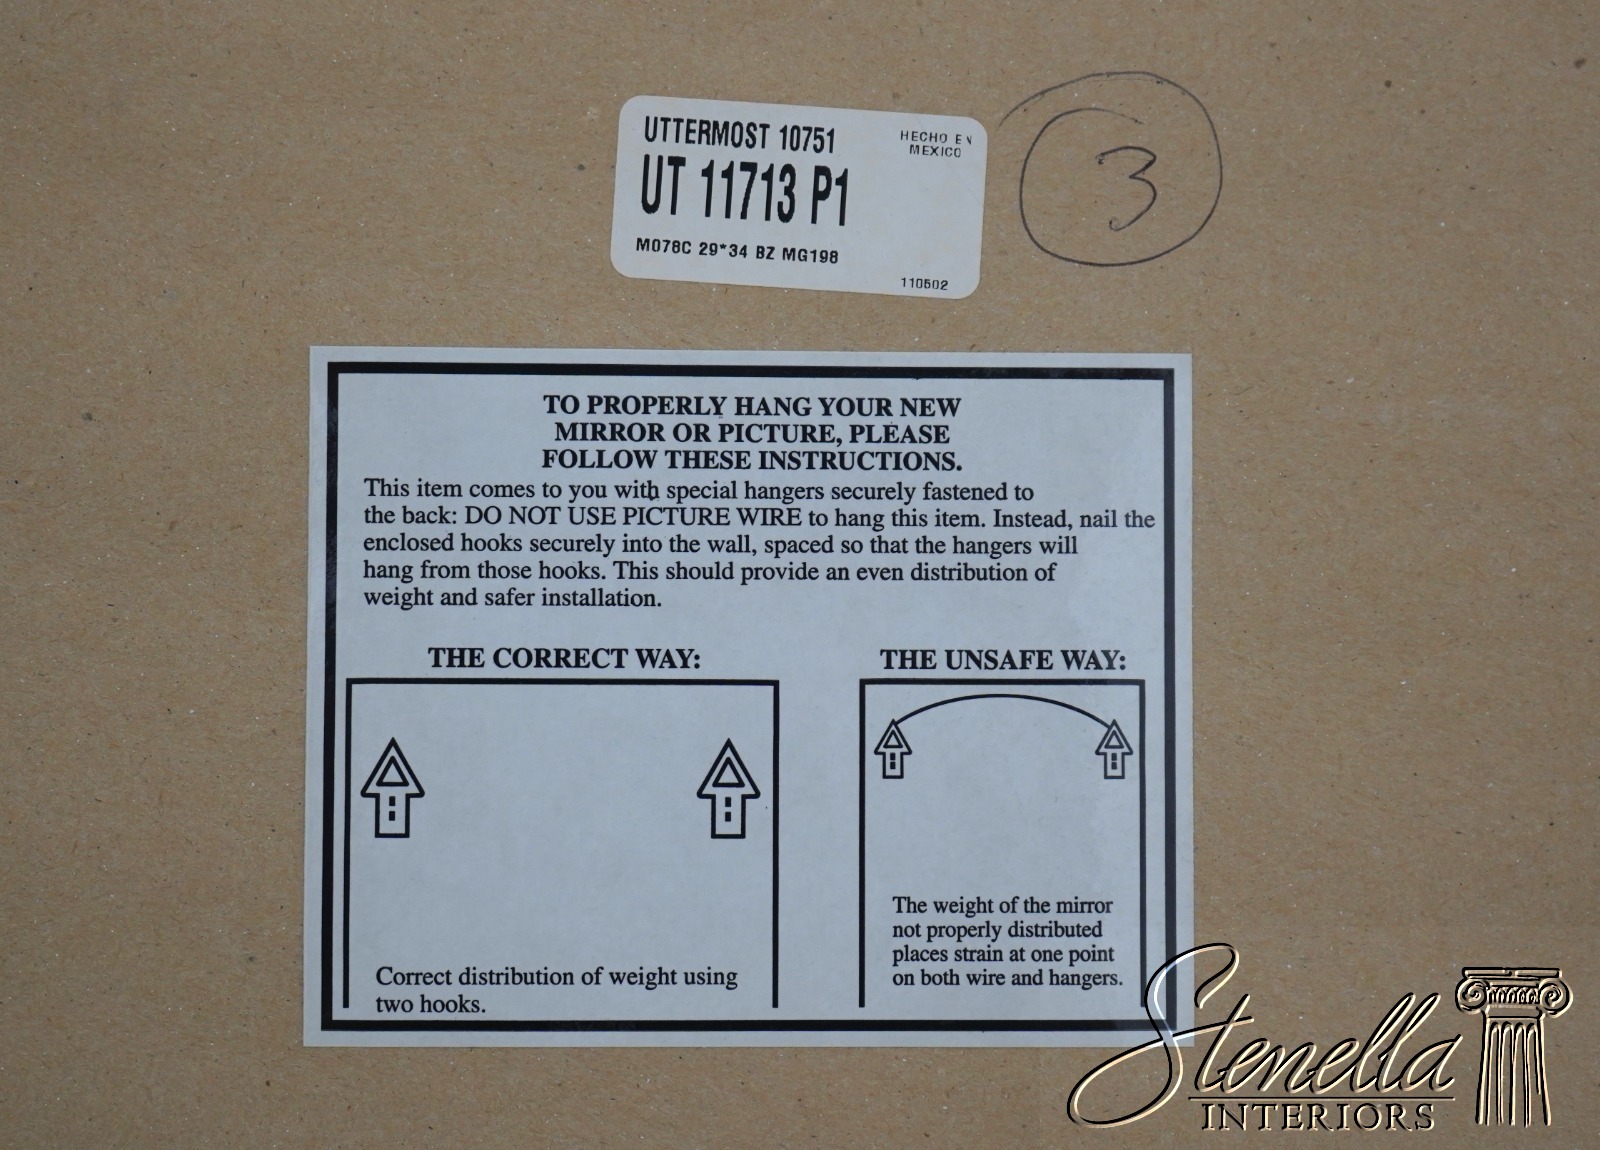 UTTERMOST 10751
HECHO EN
MEXICO
UT 11713 P1
M078C 29*34 BZ MG198
110502
3
TO PROPERLY HANG YOUR NEW
MIRROR OR PICTURE, PLEASE
FOLLOW THESE INSTRUCTIONS.
This item comes to you with special hangers securely fastened to
the back: DO NOT USE PICTURE WIRE to hang this item. Instead, nail the
enclosed hooks securely into the wall, spaced so that the hangers will
hang from those hooks. This should provide an even distribution of
weight and safer installation.
THE CORRECT WAY:
Correct distribution of weight using
two hooks.
THE UNSAFE WAY:
The weight of the mirror
not properly distributed
places strain at one point
on both wire and hangers.
Stenella
INTERIORS